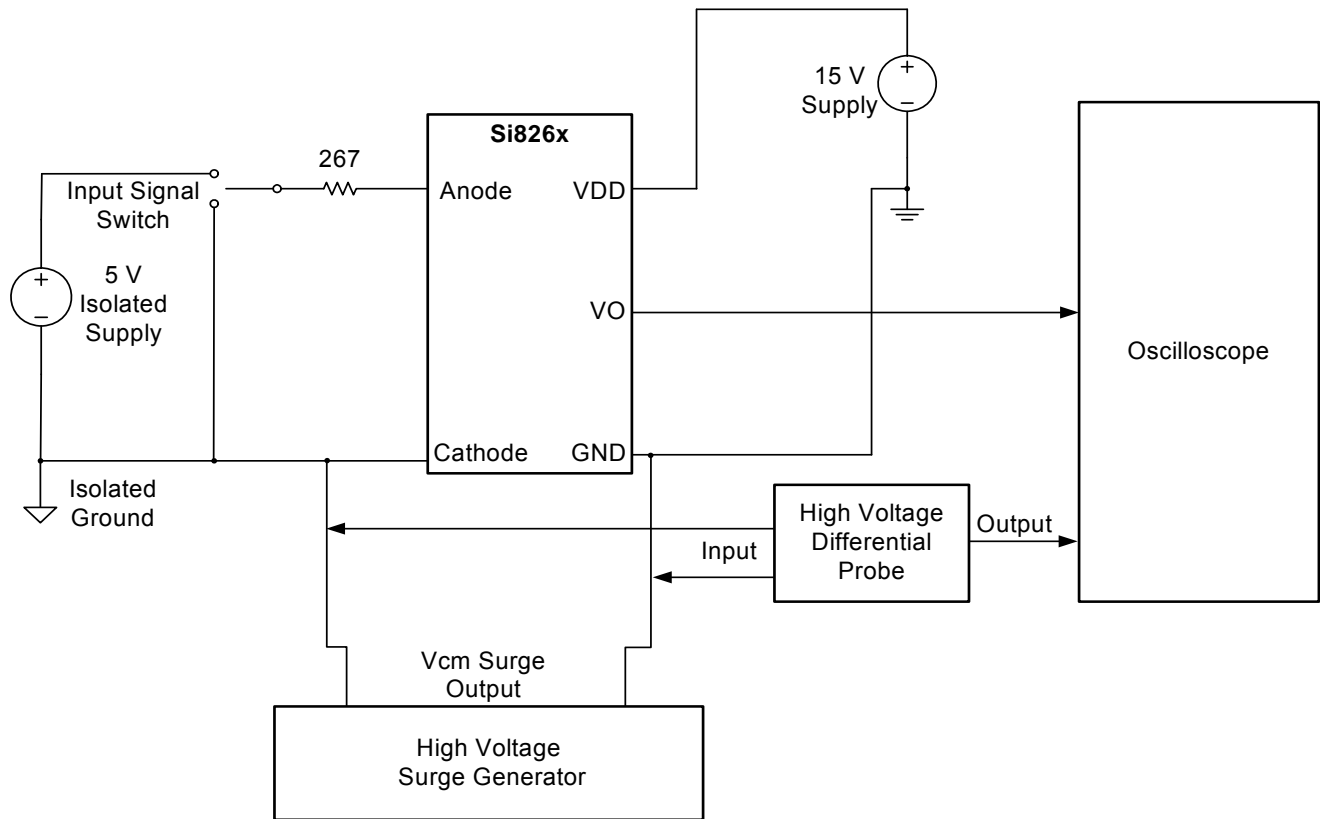 15 V
Supply
+
−
Si826x
267
Anode
VDD
Input Signal
Switch
+
−
5 V
Isolated
Supply
VO
Oscilloscope
Cathode
GND
Isolated
Ground
High Voltage
Differential
Probe
Input
Output
Vcm Surge
Output
High Voltage
Surge Generator